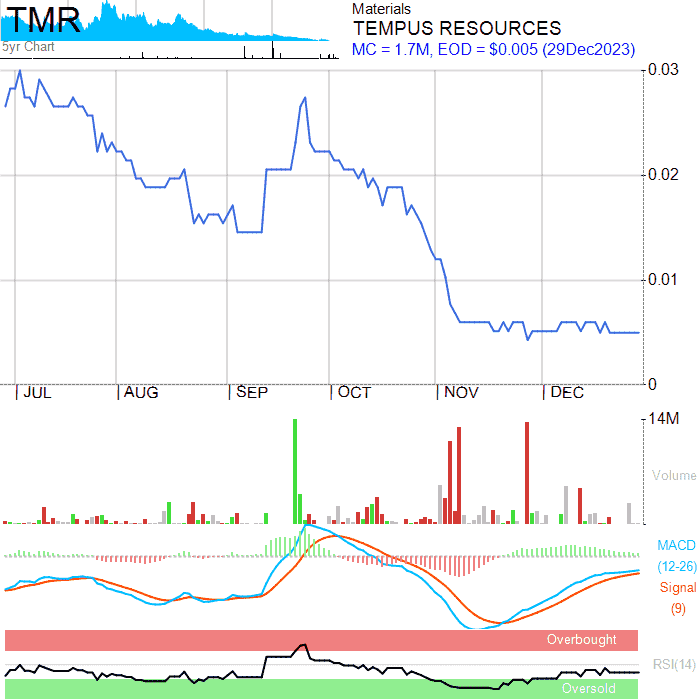 TMR
5yr Chart
Materials
TEMPUS RESOURCES
MC = 1.7M, EOD = $0.005 (29Dec2023)
0.03
0.02
0.01
0
JUL AUG SEP OCT NOV DEC
14M
Volume
MACD
(12-26)
Signal
(9)
Overbought
RSI(14)
Oversold